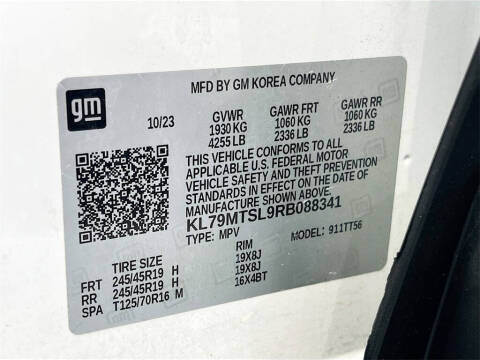 gm
MFD BY GM KOREA COMPANY
10/23 GVWR GAWR FRT GAWR RR
1930 KG 1060 KG 1060 KG
4255 LB 2336 LB 2336 LB
THIS VEHICLE CONFORMS TO ALL
APPLICABLE U.S. FEDERAL MOTOR
VEHICLE SAFETY AND THEFT PREVENTION
STANDARDS IN EFFECT ON THE DATE OF
MANUFACTURE SHOWN ABOVE.
KL79MTSL9RB088341
TYPE: MPV MODEL: 911TT56
TIRE SIZE RIM
FRT 245/45R19 H 19X8J
RR 245/45R19 H 19X8J
SPA T125/70R16 M 16X4BT